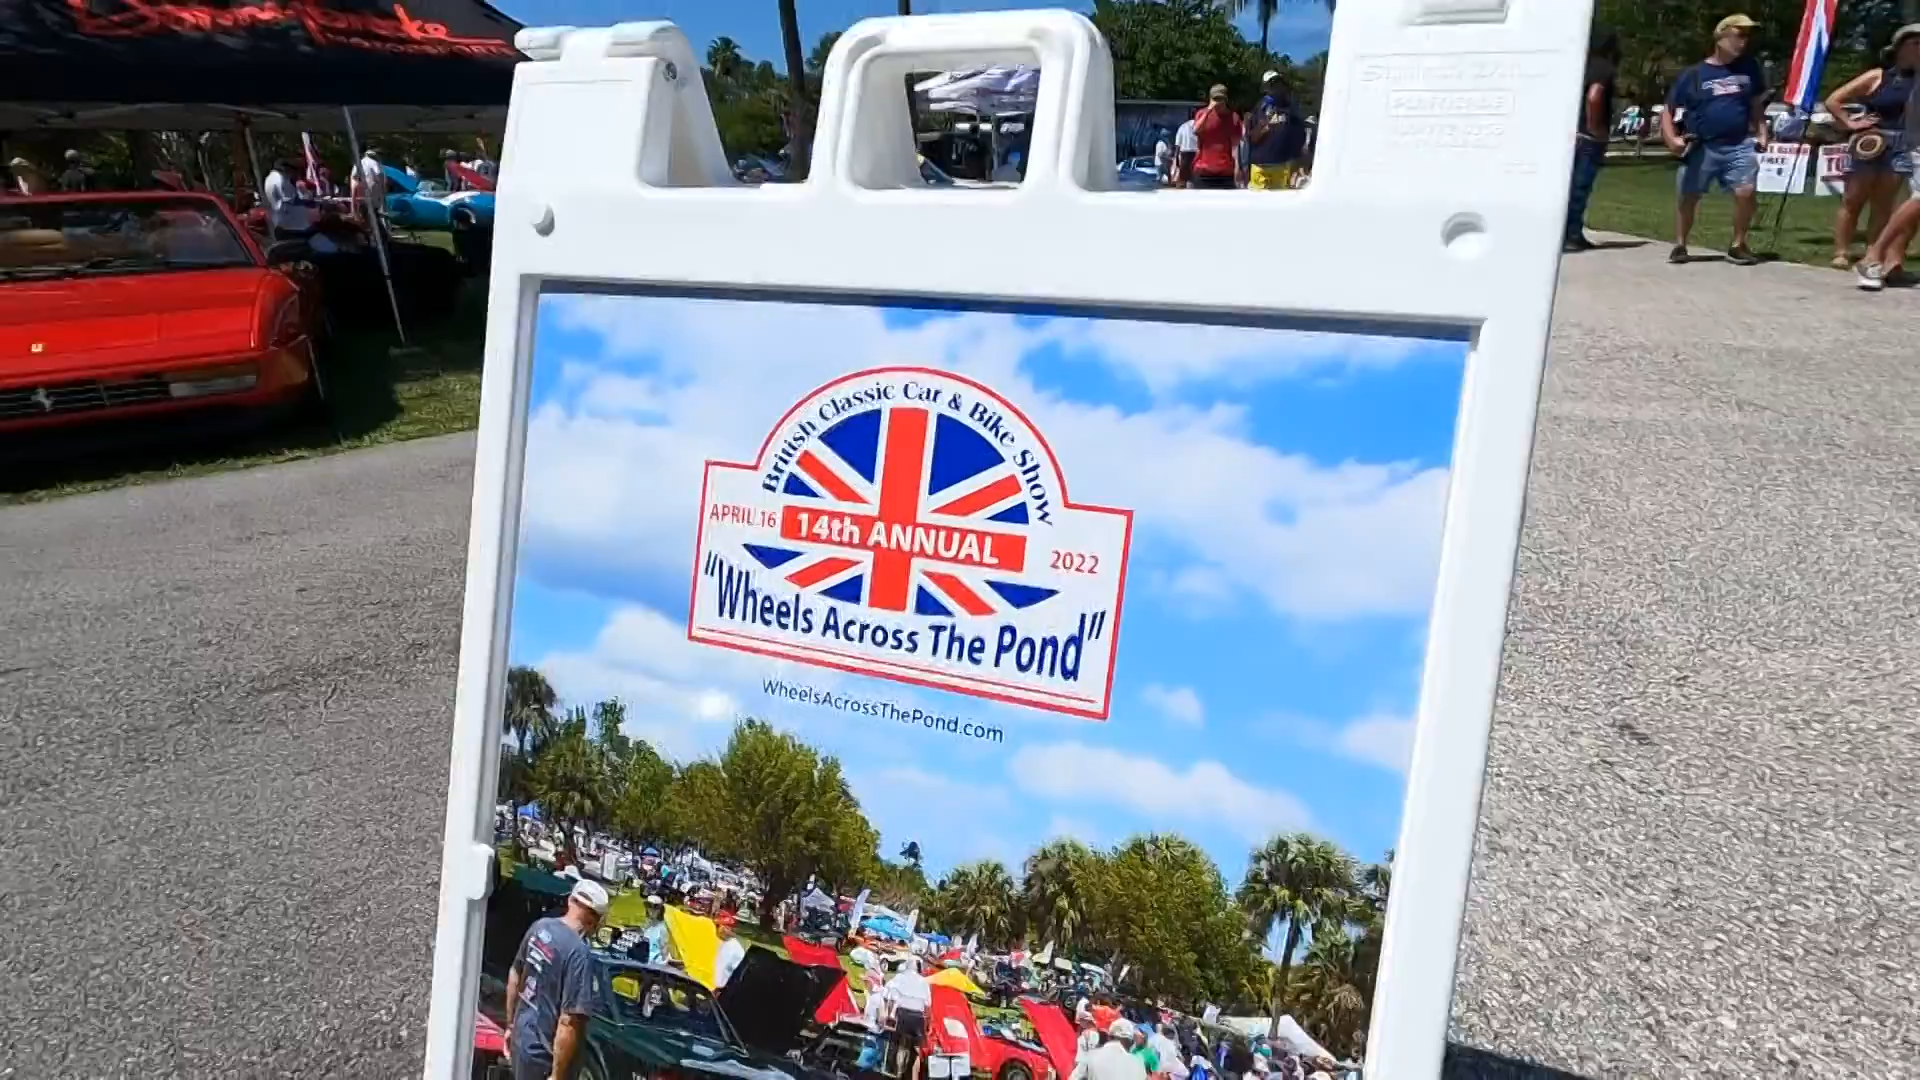 British Classic Car & Bike Show
APRIL 16
14th ANNUAL
2022
"Wheels Across The Pond"
WheelsAcrossThePond.com